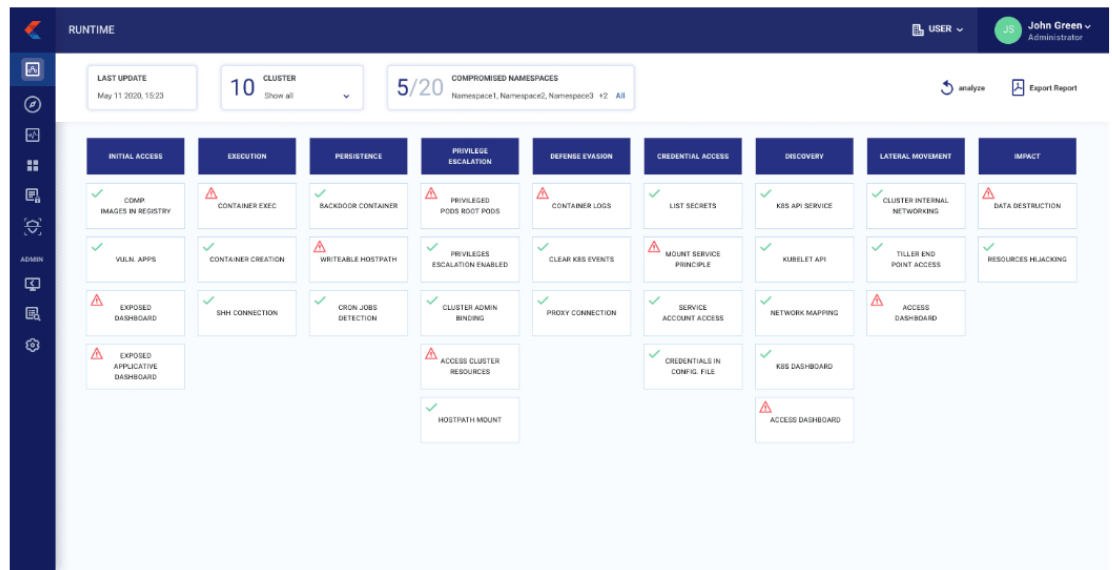 RUNTIME
USER
JS
John Green
Administrator
LAST UPDATE
May 11 2020, 15:23
10
CLUSTER
Show all
5/20
COMPROMISED NAMESPACES
Namespace1, Namespace2, Namespace3 +2 All
analyze
Export Report
ADMIN
INITIAL ACCESS
EXECUTION
PERSISTENCE
PRIVILEGE
ESCALATION
DEFENSE EVASION
CREDENTIAL ACCESS
DISCOVERY
LATERAL MOVEMENT
IMPACT
COMP.
IMAGES IN REGISTRY
CONTAINER EXEC
BACKDOOR CONTAINER
PRIVILEGED
PODS ROOT PODS
CONTAINER LOGS
LIST SECRETS
K8S API SERVICE
CLUSTER INTERNAL
NETWORKING
DATA DESTRUCTION
VULN. APPS
CONTAINER CREATION
WRITEABLE HOSTPATH
PRIVILEGES
ESCALATION ENABLED
CLEAR K8S EVENTS
MOUNT SERVICE
PRINCIPLE
KUBELET API
TILLER END
POINT ACCESS
RESOURCES HIJACKING
EXPOSED
DASHBOARD
SHH CONNECTION
CRON JOBS
DETECTION
CLUSTER ADMIN
BINDING
PROXY CONNECTION
SERVICE
ACCOUNT ACCESS
NETWORK MAPPING
ACCESS
DASHBOARD
EXPOSED
APPLICATIVE
DASHBOARD
ACCESS CLUSTER
RESOURCES
CREDENTIALS IN
CONFIG. FILE
K8S DASHBOARD
HOSTPATH MOUNT
ACCESS DASHBOARD